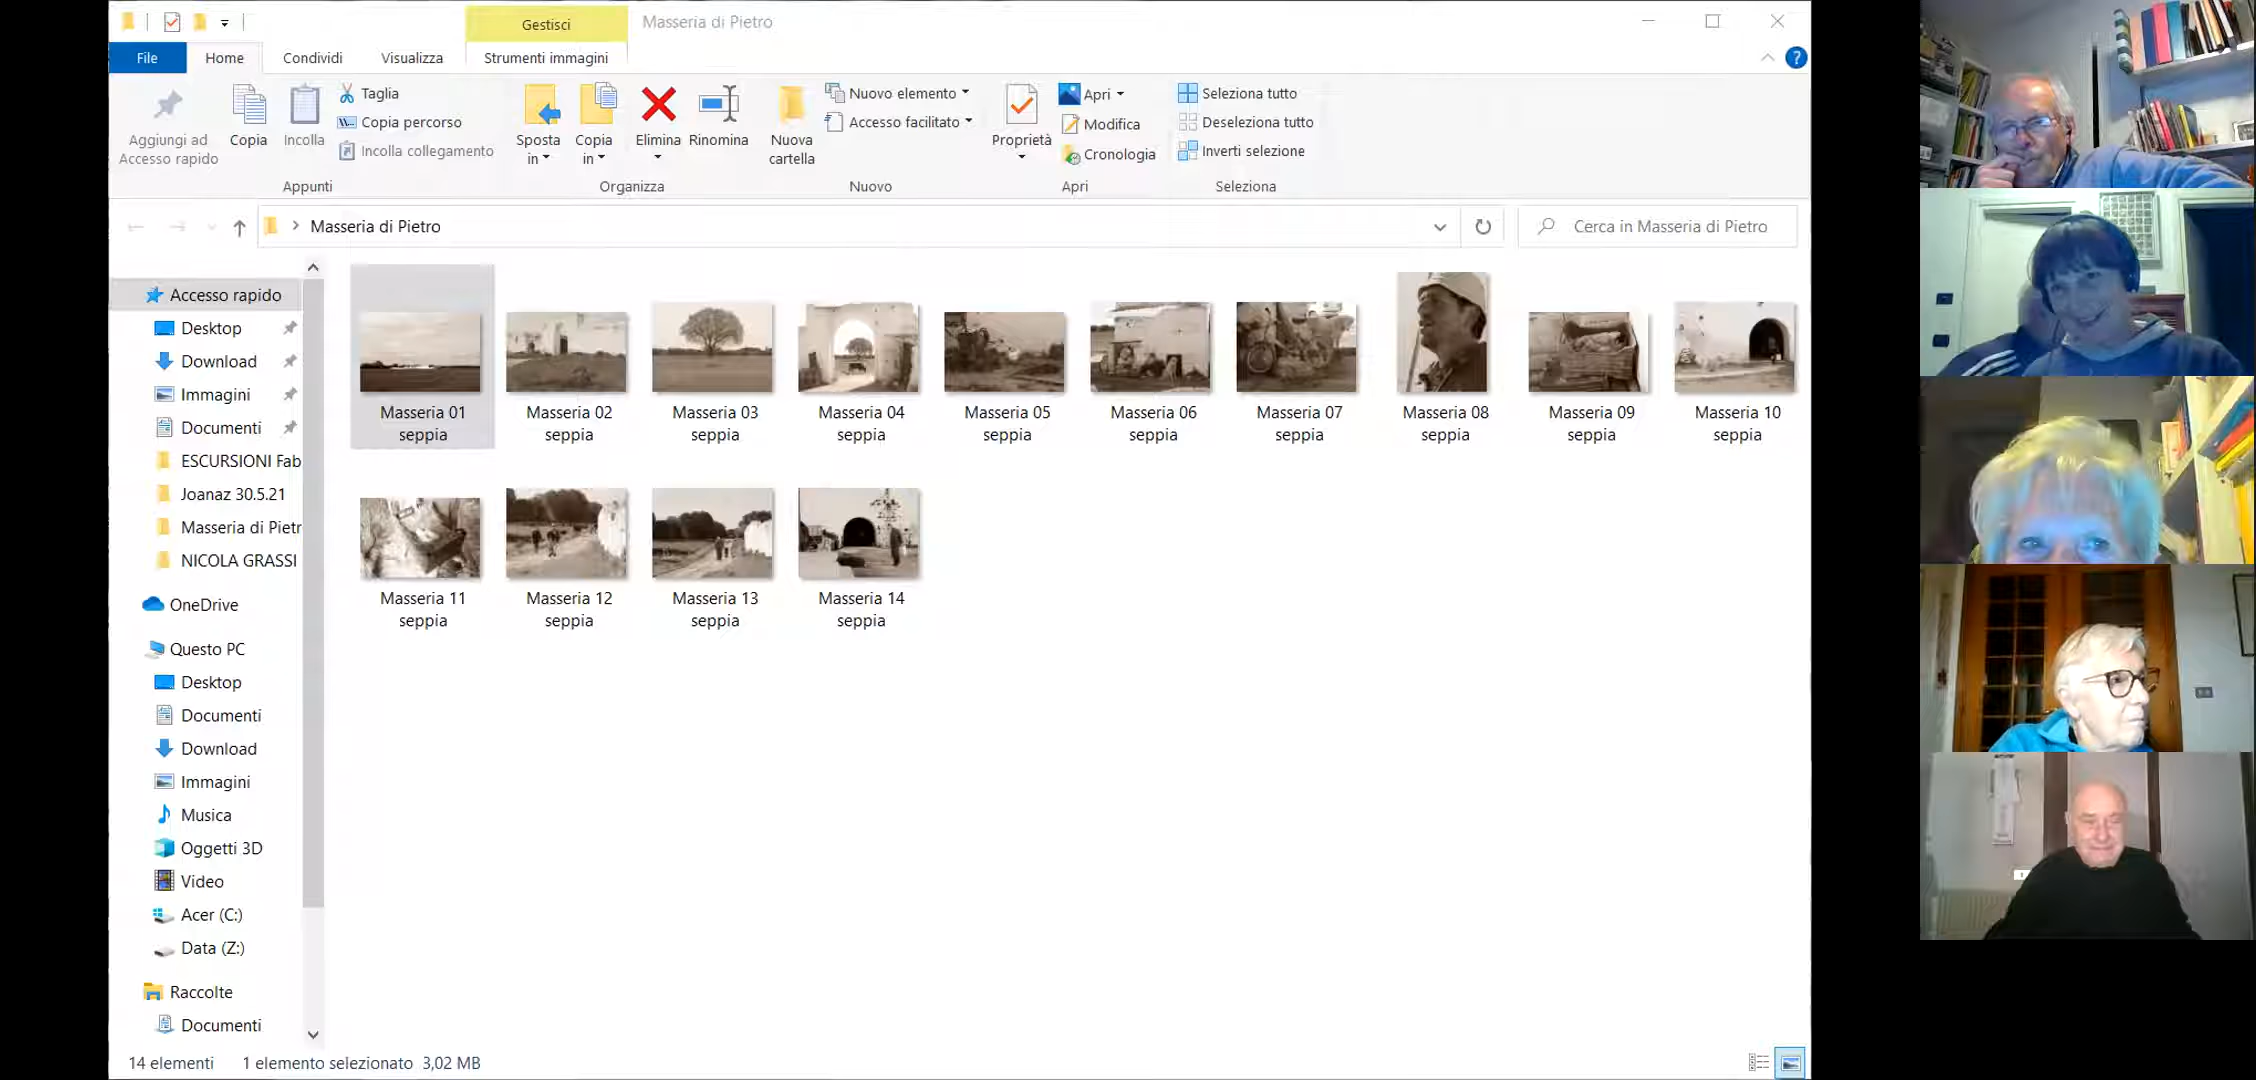 Gestisci
Masseria di Pietro
File
Home
Condividi
Visualizza
Strumenti immagini
Aggiungi ad
Accesso rapido
Copia
Incolla
Taglia
Copia percorso
Incolla collegamento
Appunti
Sposta
in
Copia
in
Elimina
Rinomina
Organizza
Nuova
cartella
Nuovo elemento
Accesso facilitato
Nuovo
Proprietà
Apri
Modifica
Cronologia
Apri
Seleziona tutto
Deseleziona tutto
Inverti selezione
Seleziona
Masseria di Pietro
Cerca in Masseria di Pietro
Accesso rapido
Desktop
Download
Immagini
Documenti
ESCURSIONI Fab
Joanaz 30.5.21
Masseria di Pietr
NICOLA GRASSI
OneDrive
Questo PC
Desktop
Documenti
Download
Immagini
Musica
Oggetti 3D
Video
Acer (C:)
Data (Z:)
Raccolte
Documenti
Masseria 01
seppia
Masseria 02
seppia
Masseria 03
seppia
Masseria 04
seppia
Masseria 05
seppia
Masseria 06
seppia
Masseria 07
seppia
Masseria 08
seppia
Masseria 09
seppia
Masseria 10
seppia
Masseria 11
seppia
Masseria 12
seppia
Masseria 13
seppia
Masseria 14
seppia
14 elementi
1 elemento selezionato 3,02 MB